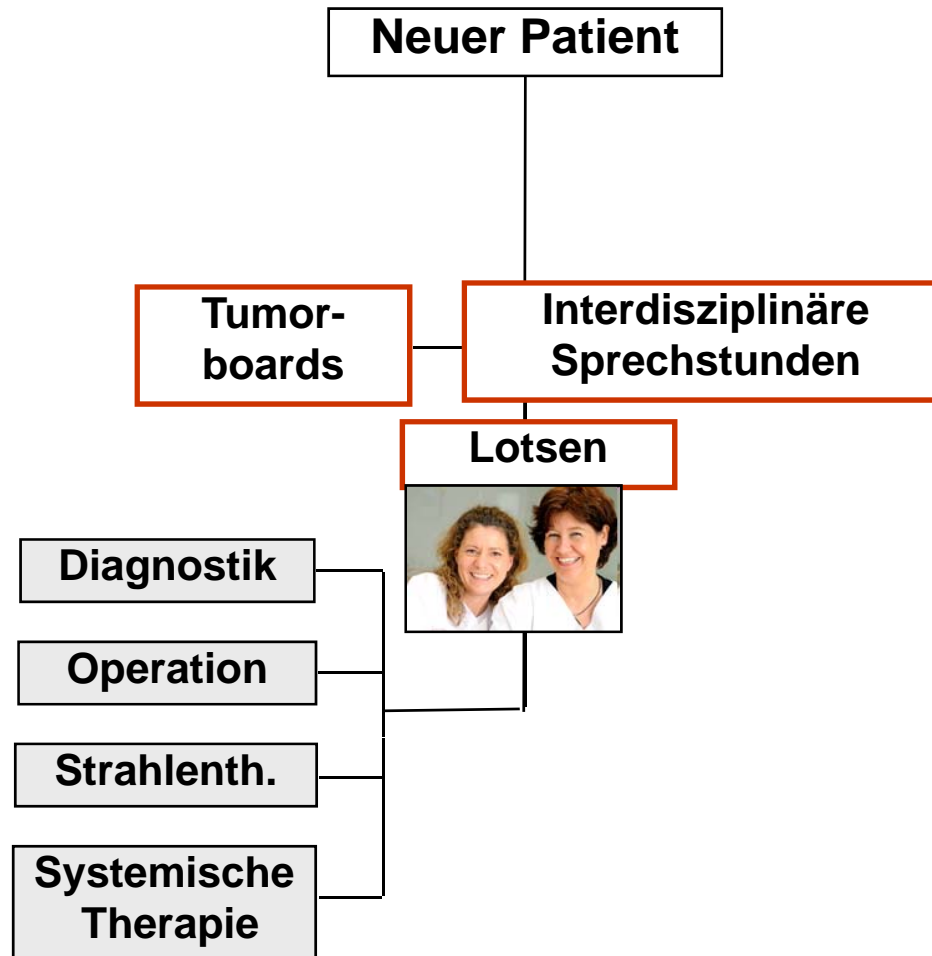 Neuer Patient
Tumor-
boards
Interdisziplinäre
Sprechstunden
Lotsen
Diagnostik
Operation
Strahlenth.
Systemische
Therapie